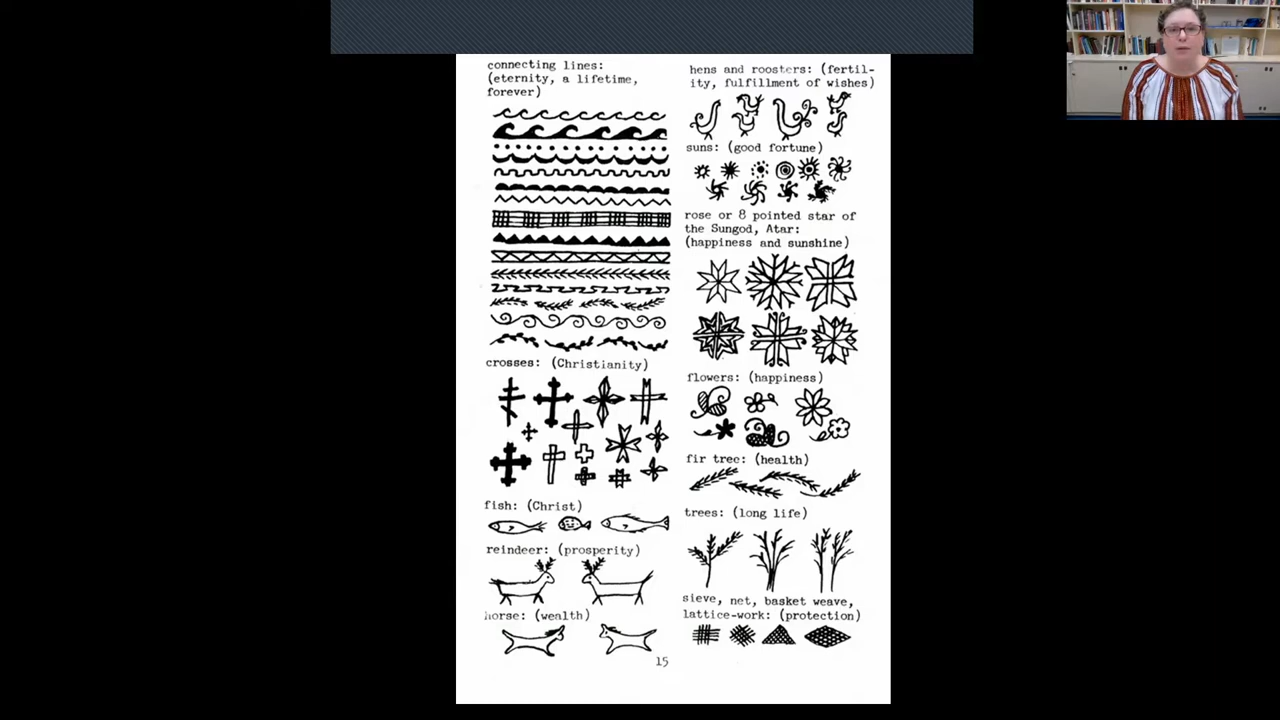 connecting lines:
(eternity, a lifetime,
forever)
crosses: (Christianity)
fish: (Christ)
reindeer: (prosperity)
horse: (wealth)
hens and roosters: (fertil-
ity, fulfillment of wishes)
suns: (good fortune)
rose or 8 pointed star of
the Sungod, Atar:
(happiness and sunshine)
flowers: (happiness)
fir tree: (health)
trees: (long life)
sieve, net, basket weave,
lattice-work: (protection)
15